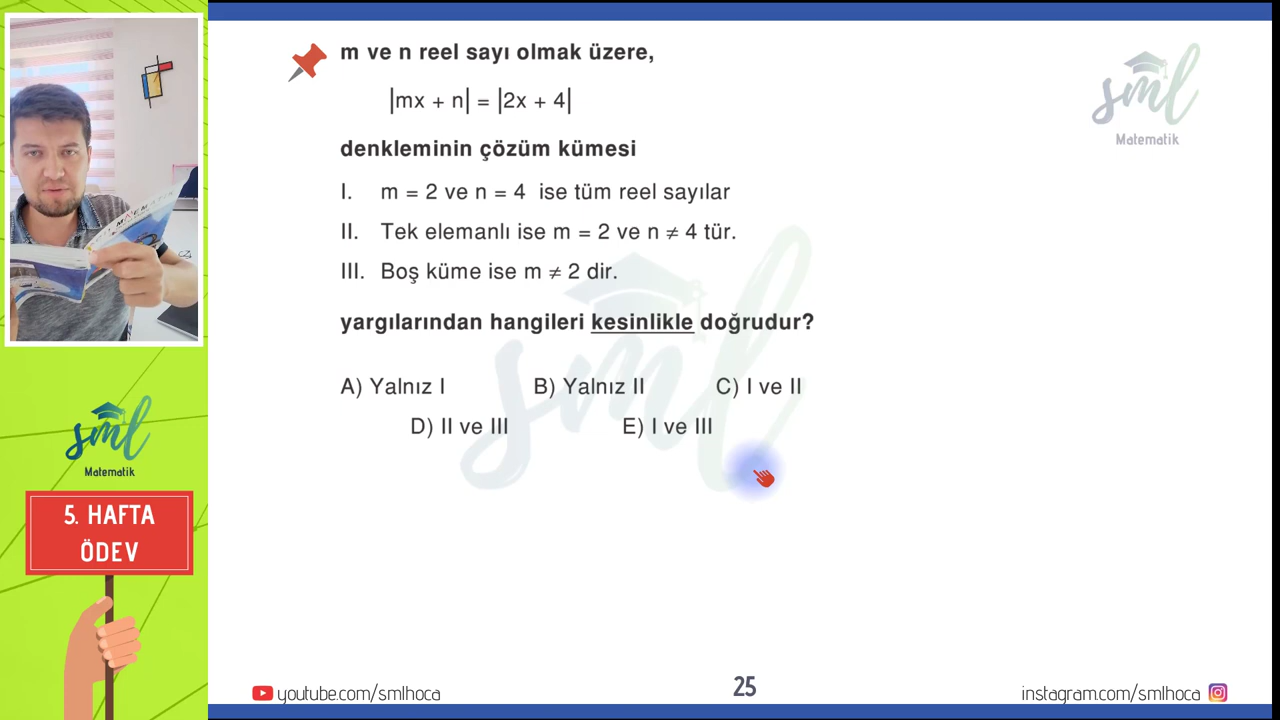 m ve n reel sayı olmak üzere,
|mx + n| = |2x + 4|
denkleminin çözüm kümesi
I. m = 2 ve n = 4 ise tüm reel sayılar
II. Tek elemanlı ise m = 2 ve n ≠ 4 tür.
III. Boş küme ise m ≠ 2 dir.
yargılarından hangileri kesinlikle doğrudur?
A) Yalnız I B) Yalnız II C) I ve II
D) II ve III E) I ve III
sml
Matematik
sml
Matematik
5. HAFTA
ÖDEV
sml
youtube.com/smlhoca
25
instagram.com/smlhoca